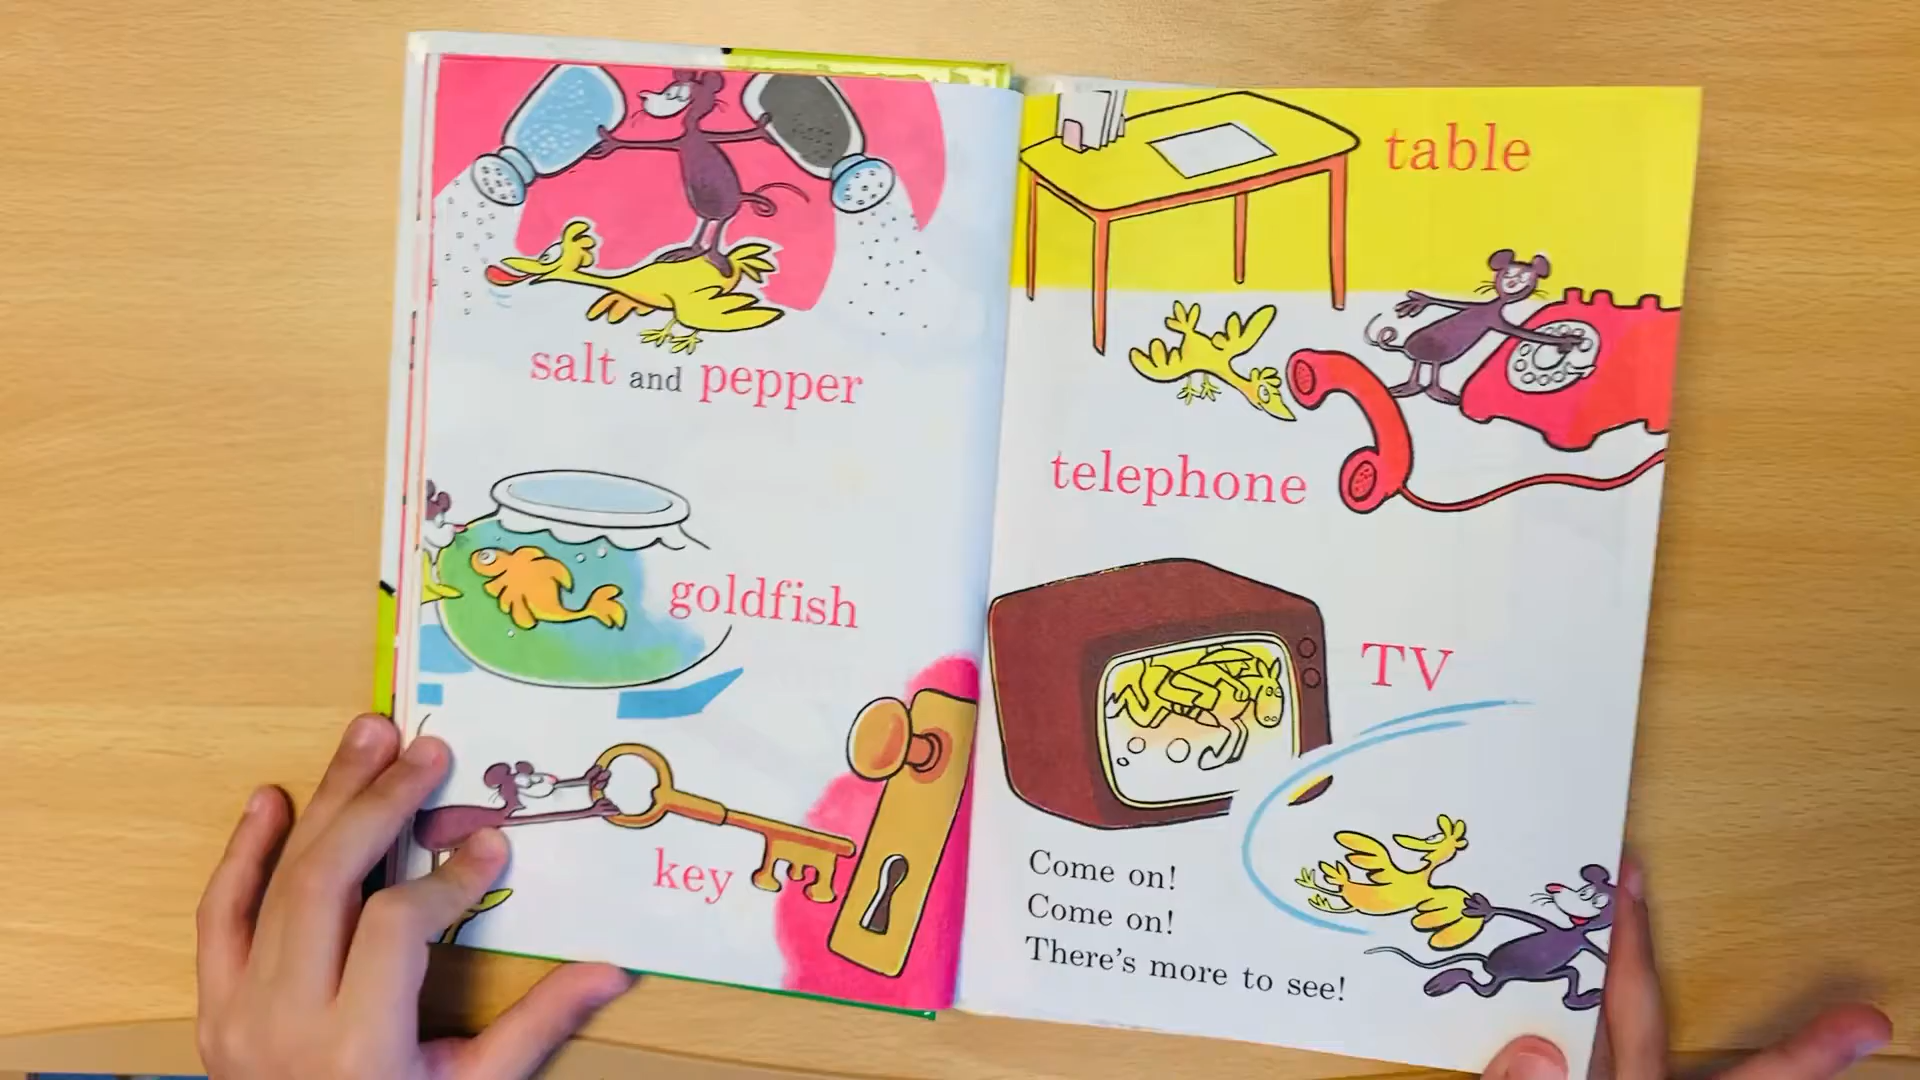 salt and pepper
goldfish
key
table
telephone
TV
Come on!
Come on!
There's more to see!